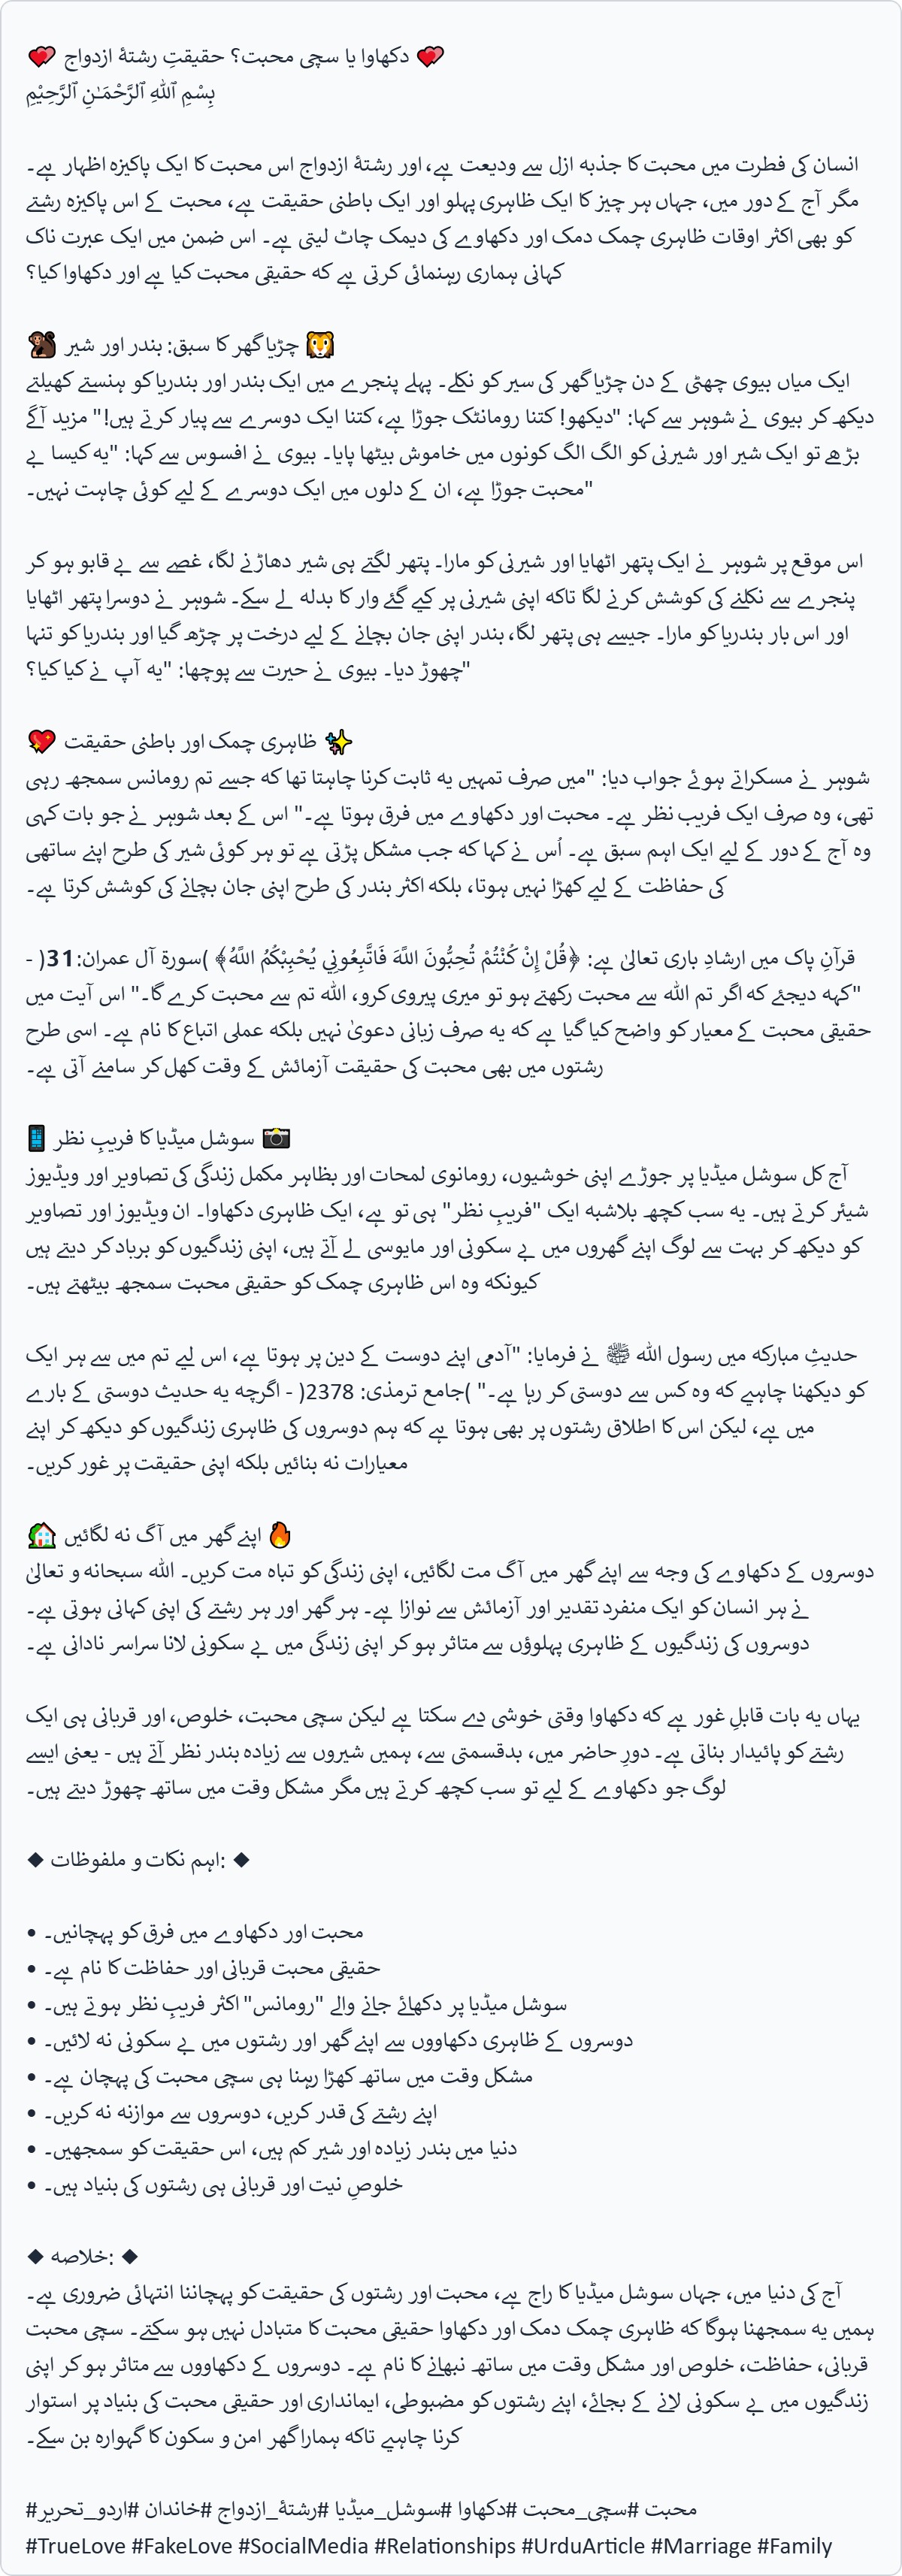 💕 دکھاوا یا سچی محبت؟ حقیقتِ رشتۂ ازدواج 💕
بِسْمِ ٱللّٰهِ ٱلرَّحْمَـٰنِ ٱلرَّحِيْمِ
انسان کی فطرت میں محبت کا جذبہ ازل سے ودیعت ہے، اور رشتۂ ازدواج اس محبت کا ایک پاکیزہ اظہار ہے۔
مگر آج کے دور میں، جہاں ہر چیز کا ایک ظاہری پہلو اور ایک باطنی حقیقت ہے، محبت کے اس پاکیزہ رشتے
کو بھی اکثر اوقات ظاہری چمک دمک اور دکھاوے کی دیمک چاٹ لیتی ہے۔ اس ضمن میں ایک عبرت ناک
کہانی ہماری رہنمائی کرتی ہے کہ حقیقی محبت کیا ہے اور دکھاوا کیا؟
🐒 چڑیا گھر کا سبق: بندر اور شیر 🦁
ایک میاں بیوی چھٹی کے دن چڑیا گھر کی سیر کو نکلے۔ پہلے پنجرے میں ایک بندر اور بندریا کو ہنستے کھیلتے
دیکھ کر بیوی نے شوہر سے کہا: "دیکھو! کتنا رومانٹک جوڑا ہے، کتنا ایک دوسرے سے پیار کرتے ہیں!" مزید آگے
بڑھے تو ایک شیر اور شیرنی کو الگ الگ کونوں میں خاموش بیٹھا پایا۔ بیوی نے افسوس سے کہا: "یہ کیسا بے
محبت جوڑا ہے، ان کے دلوں میں ایک دوسرے کے لیے کوئی چاہت نہیں۔"
اس موقع پر شوہر نے ایک پتھر اٹھایا اور شیرنی کو مارا۔ پتھر لگتے ہی شیر دھاڑنے لگا، غصے سے بے قابو ہو کر
پنجرے سے نکلنے کی کوشش کرنے لگا تاکہ اپنی شیرنی پر کیے گئے وار کا بدلہ لے سکے۔ شوہر نے دوسرا پتھر اٹھایا
اور اس بار بندریا کو مارا۔ جیسے ہی پتھر لگا، بندر اپنی جان بچانے کے لیے درخت پر چڑھ گیا اور بندریا کو تنہا
چھوڑ دیا۔ بیوی نے حیرت سے پوچھا: "یہ آپ نے کیا کیا؟"
💖 ظاہری چمک اور باطنی حقیقت ✨
شوہر نے مسکراتے ہوئے جواب دیا: "میں صرف تمہیں یہ ثابت کرنا چاہتا تھا کہ جسے تم رومانس سمجھ رہی
تھی، وہ صرف ایک فریب نظر ہے۔ محبت اور دکھاوے میں فرق ہوتا ہے۔" اس کے بعد شوہر نے جو بات کہی
وہ آج کے دور کے لیے ایک اہم سبق ہے۔ اُس نے کہا کہ جب مشکل پڑتی ہے تو ہر کوئی شیر کی طرح اپنے ساتھی
کی حفاظت کے لیے کھڑا نہیں ہوتا، بلکہ اکثر بندر کی طرح اپنی جان بچانے کی کوشش کرتا ہے۔
قرآنِ پاک میں ارشادِ باری تعالیٰ ہے: ﴿قُلْ إِنْ كُنْتُمْ تُحِبُّونَ اللَّهَ فَاتَّبِعُونِي يُحْبِبْكُمُ اللَّهُ﴾ )سورۃ آل عمران:31( -
"کہہ دیجئے کہ اگر تم اللہ سے محبت رکھتے ہو تو میری پیروی کرو، اللہ تم سے محبت کرے گا۔" اس آیت میں
حقیقی محبت کے معیار کو واضح کیا گیا ہے کہ یہ صرف زبانی دعویٰ نہیں بلکہ عملی اتباع کا نام ہے۔ اسی طرح
رشتوں میں بھی محبت کی حقیقت آزمائش کے وقت کھل کر سامنے آتی ہے۔
📱 سوشل میڈیا کا فریبِ نظر 📸
آج کل سوشل میڈیا پر جوڑے اپنی خوشیوں، رومانوی لمحات اور بظاہر مکمل زندگی کی تصاویر اور ویڈیوز
شیئر کرتے ہیں۔ یہ سب کچھ بلاشبہ ایک "فریبِ نظر" ہی تو ہے، ایک ظاہری دکھاوا۔ ان ویڈیوز اور تصاویر
کو دیکھ کر بہت سے لوگ اپنے گھروں میں بے سکونی اور مایوسی لے آتے ہیں، اپنی زندگیوں کو برباد کر دیتے ہیں
کیونکہ وہ اس ظاہری چمک کو حقیقی محبت سمجھ بیٹھتے ہیں۔
حدیثِ مبارکہ میں رسول اللہ ﷺ نے فرمایا: "آدمی اپنے دوست کے دین پر ہوتا ہے، اس لیے تم میں سے ہر ایک
کو دیکھنا چاہیے کہ وہ کس سے دوستی کر رہا ہے۔" )جامع ترمذی: 2378( - اگرچہ یہ حدیث دوستی کے بارے
میں ہے، لیکن اس کا اطلاق رشتوں پر بھی ہوتا ہے کہ ہم دوسروں کی ظاہری زندگیوں کو دیکھ کر اپنے
معیارات نہ بنائیں بلکہ اپنی حقیقت پر غور کریں۔
🏡 اپنے گھر میں آگ نہ لگائیں 🔥
دوسروں کے دکھاوے کی وجہ سے اپنے گھر میں آگ مت لگائیں، اپنی زندگی کو تباہ مت کریں۔ اللہ سبحانہ و تعالیٰ
نے ہر انسان کو ایک منفرد تقدیر اور آزمائش سے نوازا ہے۔ ہر گھر اور ہر رشتے کی اپنی کہانی ہوتی ہے۔
دوسروں کی زندگیوں کے ظاہری پہلوؤں سے متاثر ہو کر اپنی زندگی میں بے سکونی لانا سراسر نادانی ہے۔
یہاں یہ بات قابلِ غور ہے کہ دکھاوا وقتی خوشی دے سکتا ہے لیکن سچی محبت، خلوص، اور قربانی ہی ایک
رشتے کو پائیدار بناتی ہے۔ دورِ حاضر میں، بدقسمتی سے، ہمیں شیروں سے زیادہ بندر نظر آتے ہیں - یعنی ایسے
لوگ جو دکھاوے کے لیے تو سب کچھ کرتے ہیں مگر مشکل وقت میں ساتھ چھوڑ دیتے ہیں۔
◆ اہم نکات و ملفوظات: ◆
• محبت اور دکھاوے میں فرق کو پہچانیں۔
• حقیقی محبت قربانی اور حفاظت کا نام ہے۔
• سوشل میڈیا پر دکھائے جانے والے "رومانس" اکثر فریبِ نظر ہوتے ہیں۔
• دوسروں کے ظاہری دکھاووں سے اپنے گھر اور رشتوں میں بے سکونی نہ لائیں۔
• مشکل وقت میں ساتھ کھڑا رہنا ہی سچی محبت کی پہچان ہے۔
• اپنے رشتے کی قدر کریں، دوسروں سے موازنہ نہ کریں۔
• دنیا میں بندر زیادہ اور شیر کم ہیں، اس حقیقت کو سمجھیں۔
• خلوصِ نیت اور قربانی ہی رشتوں کی بنیاد ہیں۔
◆ خلاصہ: ◆
آج کی دنیا میں، جہاں سوشل میڈیا کا راج ہے، محبت اور رشتوں کی حقیقت کو پہچاننا انتہائی ضروری ہے۔
ہمیں یہ سمجھنا ہوگا کہ ظاہری چمک دمک اور دکھاوا حقیقی محبت کا متبادل نہیں ہو سکتے۔ سچی محبت
قربانی، حفاظت، خلوص اور مشکل وقت میں ساتھ نبھانے کا نام ہے۔ دوسروں کے دکھاووں سے متاثر ہو کر اپنی
زندگیوں میں بے سکونی لانے کے بجائے، اپنے رشتوں کو مضبوطی، ایمانداری اور حقیقی محبت کی بنیاد پر استوار
کرنا چاہیے تاکہ ہمارا گھر امن و سکون کا گہوارہ بن سکے۔
#محبت #سچی_محبت #دکھاوا #سوشل_میڈیا #رشتۂ_ازدواج #خاندان #اردو_تحریر
#TrueLove #FakeLove #SocialMedia #Relationships #UrduArticle #Marriage #Family